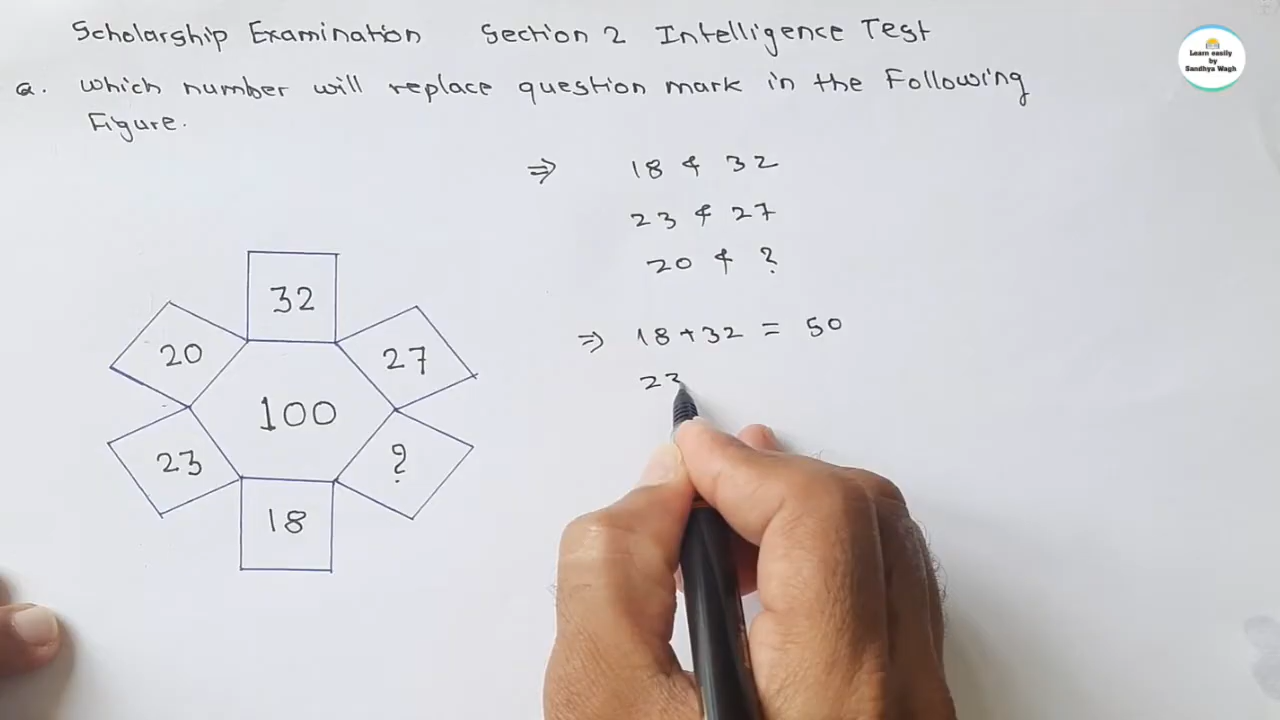 Scholarship Examination Section 2 Intelligence Test
Q. Which number will replace question mark in the Following
Figure.
Learn easily
by
Sandhya Wagh
⇒ 18 & 32
23 & 27
20 & ?
⇒ 18 + 32 = 50
23
32
20
27
100
23
?
18